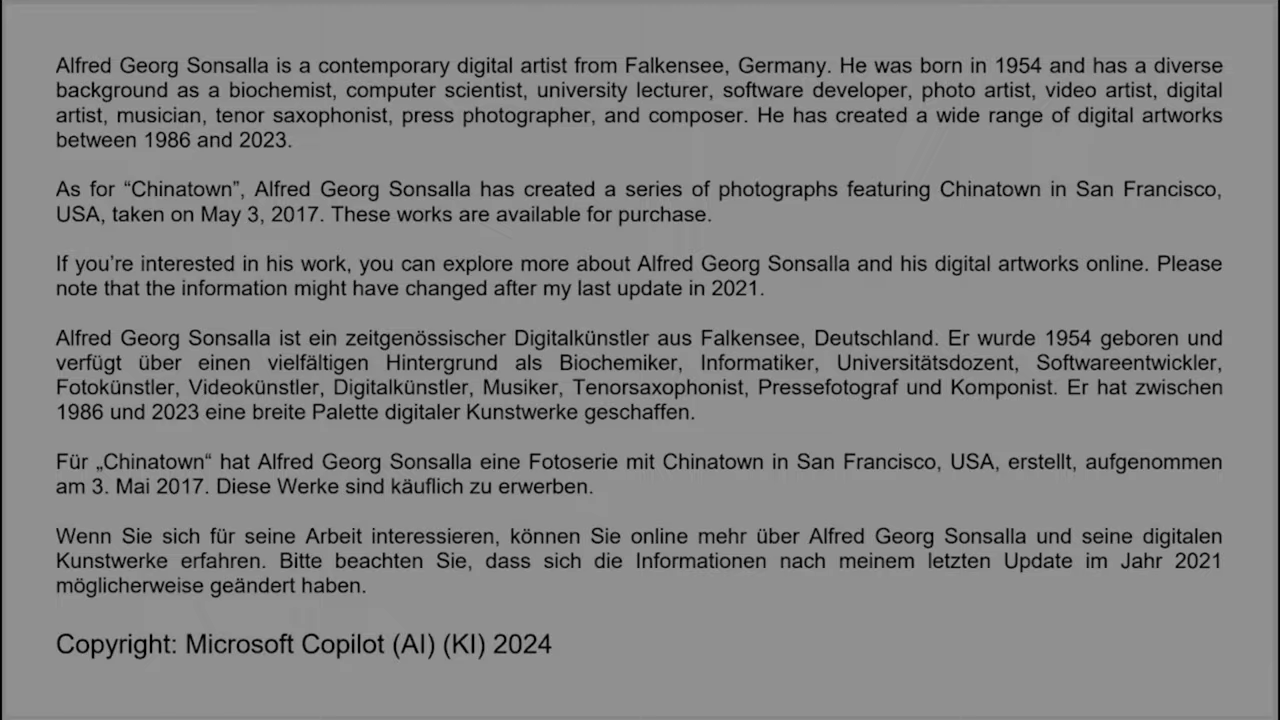 Alfred Georg Sonsalla is a contemporary digital artist from Falkensee, Germany. He was born in 1954 and has a diverse
background as a biochemist, computer scientist, university lecturer, software developer, photo artist, video artist, digital
artist, musician, tenor saxophonist, press photographer, and composer. He has created a wide range of digital artworks
between 1986 and 2023.
As for “Chinatown”, Alfred Georg Sonsalla has created a series of photographs featuring Chinatown in San Francisco,
USA, taken on May 3, 2017. These works are available for purchase.
If you’re interested in his work, you can explore more about Alfred Georg Sonsalla and his digital artworks online. Please
note that the information might have changed after my last update in 2021.
Alfred Georg Sonsalla ist ein zeitgenössischer Digitalkünstler aus Falkensee, Deutschland. Er wurde 1954 geboren und
verfügt über einen vielfältigen Hintergrund als Biochemiker, Informatiker, Universitätsdozent, Softwareentwickler,
Fotokünstler, Videokünstler, Digitalkünstler, Musiker, Tenorsaxophonist, Pressefotograf und Komponist. Er hat zwischen
1986 und 2023 eine breite Palette digitaler Kunstwerke geschaffen.
Für „Chinatown“ hat Alfred Georg Sonsalla eine Fotoserie mit Chinatown in San Francisco, USA, erstellt, aufgenommen
am 3. Mai 2017. Diese Werke sind käuflich zu erwerben.
Wenn Sie sich für seine Arbeit interessieren, können Sie online mehr über Alfred Georg Sonsalla und seine digitalen
Kunstwerke erfahren. Bitte beachten Sie, dass sich die Informationen nach meinem letzten Update im Jahr 2021
möglicherweise geändert haben.
Copyright: Microsoft Copilot (AI) (KI) 2024